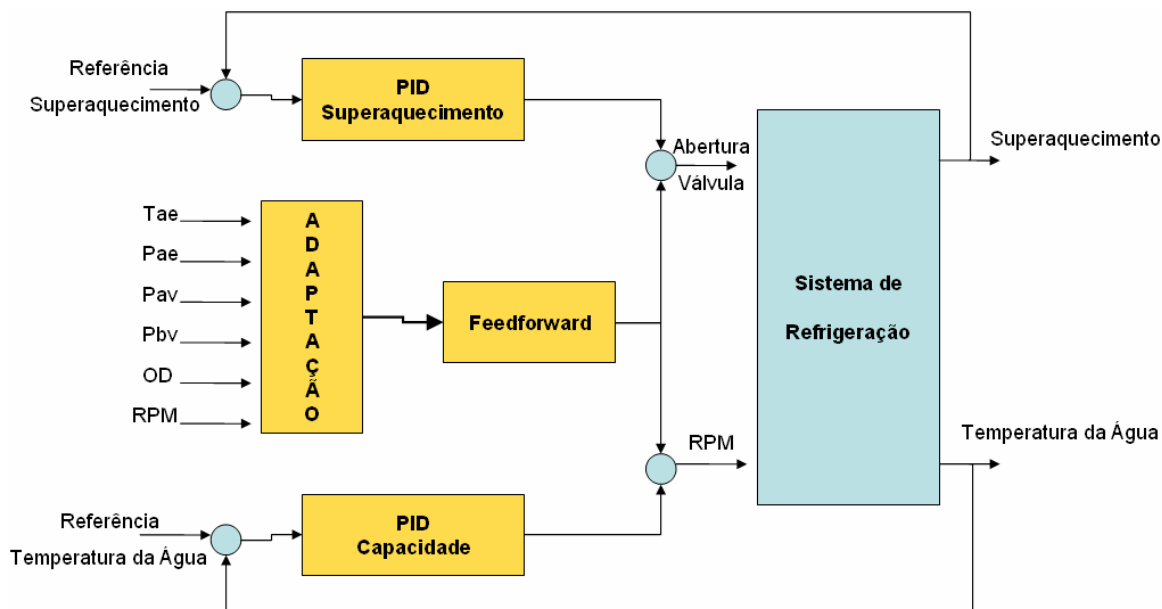 Referência
Superaquecimento
PID
Superaquecimento
Abertura
Válvula
Superaquecimento
Tae
Pae
Pav
Pbv
OD
RPM
A
D
A
P
T
A
Ç
Ã
O
Feedforward
Sistema de
Refrigeração
RPM
Temperatura da Água
Referência
Temperatura da Água
PID
Capacidade